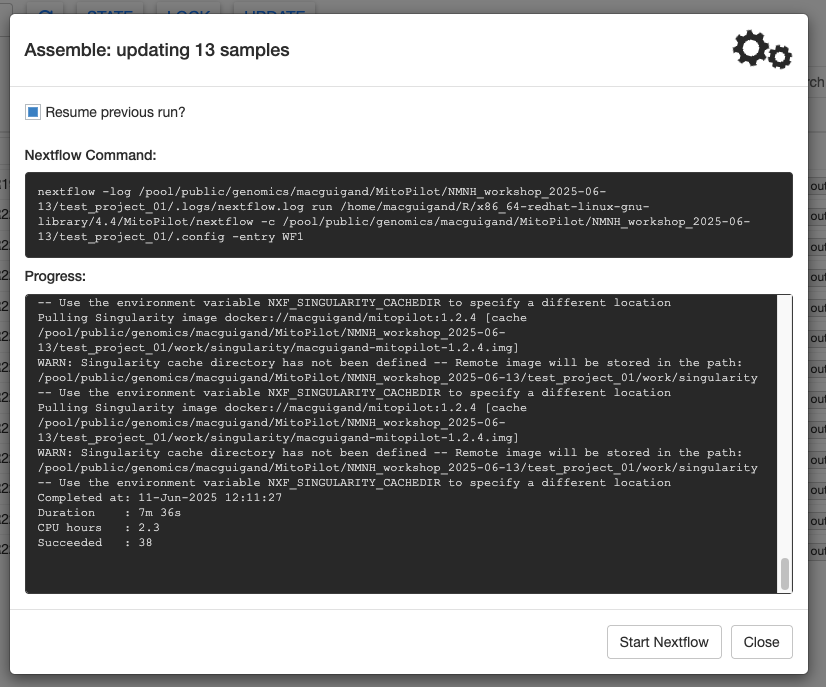 STATE LOCK UPDATE
Assemble: updating 13 samples
Resume previous run?
Nextflow Command:
nextflow -log /pool/public/genomics/macguigand/MitoPilot/NMNH_workshop_2025-06-
13/test_project_01/.logs/nextflow.log run /home/macguigand/R/x86_64-redhat-linux-gnu-
library/4.4/MitoPilot/nextflow -c /pool/public/genomics/macguigand/MitoPilot/NMNH_workshop_2025-06-
13/test_project_01/.config -entry WF1
Progress:
-- Use the environment variable NXF_SINGULARITY_CACHEDIR to specify a different location
Pulling Singularity image docker://macguigand/mitopilot:1.2.4 [cache
/pool/public/genomics/macguigand/MitoPilot/NMNH_workshop_2025-06-
13/test_project_01/work/singularity/macguigand-mitopilot-1.2.4.img]
WARN: Singularity cache directory has not been defined -- Remote image will be stored in the path:
/pool/public/genomics/macguigand/MitoPilot/NMNH_workshop_2025-06-13/test_project_01/work/singularity
-- Use the environment variable NXF_SINGULARITY_CACHEDIR to specify a different location
Pulling Singularity image docker://macguigand/mitopilot:1.2.4 [cache
/pool/public/genomics/macguigand/MitoPilot/NMNH_workshop_2025-06-
13/test_project_01/work/singularity/macguigand-mitopilot-1.2.4.img]
WARN: Singularity cache directory has not been defined -- Remote image will be stored in the path:
/pool/public/genomics/macguigand/MitoPilot/NMNH_workshop_2025-06-13/test_project_01/work/singularity
-- Use the environment variable NXF_SINGULARITY_CACHEDIR to specify a different location
Completed at: 11-Jun-2025 12:11:27
Duration    : 7m 36s
CPU hours   : 2.3
Succeeded   : 38
Start Nextflow Close